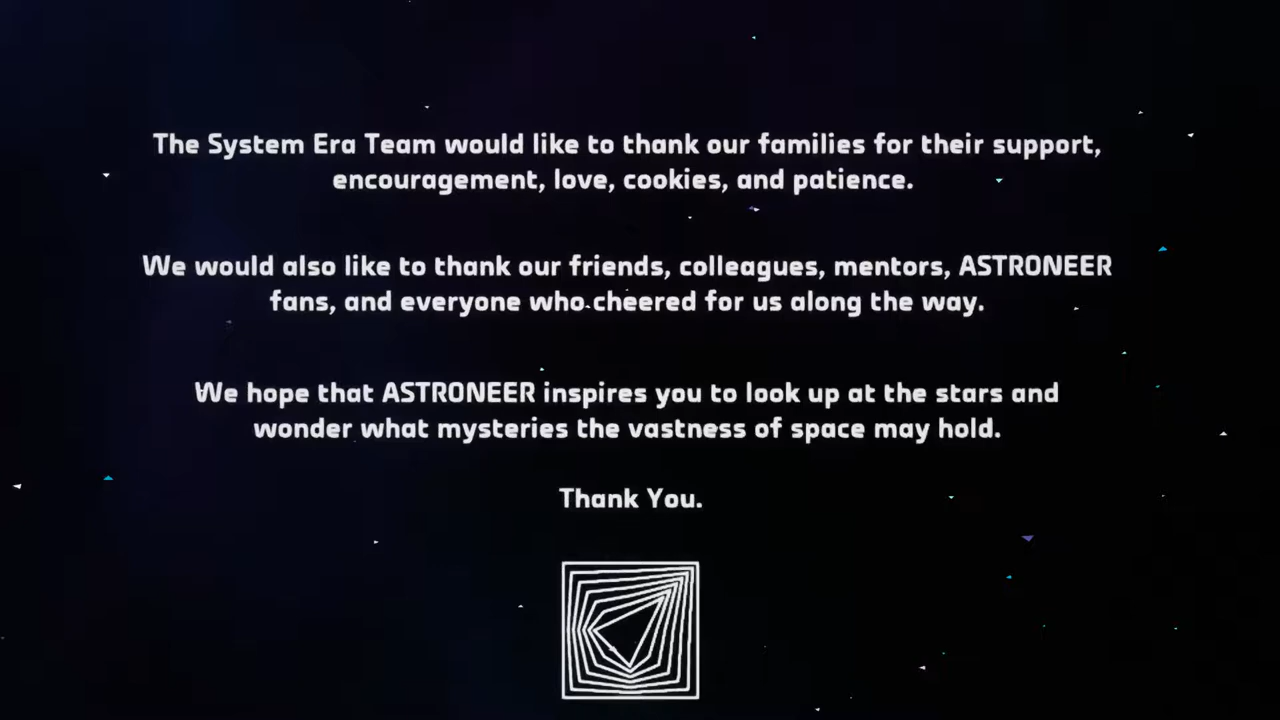 The System Era Team would like to thank our families for their support,
encouragement, love, cookies, and patience.
We would also like to thank our friends, colleagues, mentors, ASTRONEER
fans, and everyone who cheered for us along the way.
We hope that ASTRONEER inspires you to look up at the stars and
wonder what mysteries the vastness of space may hold.
Thank You.